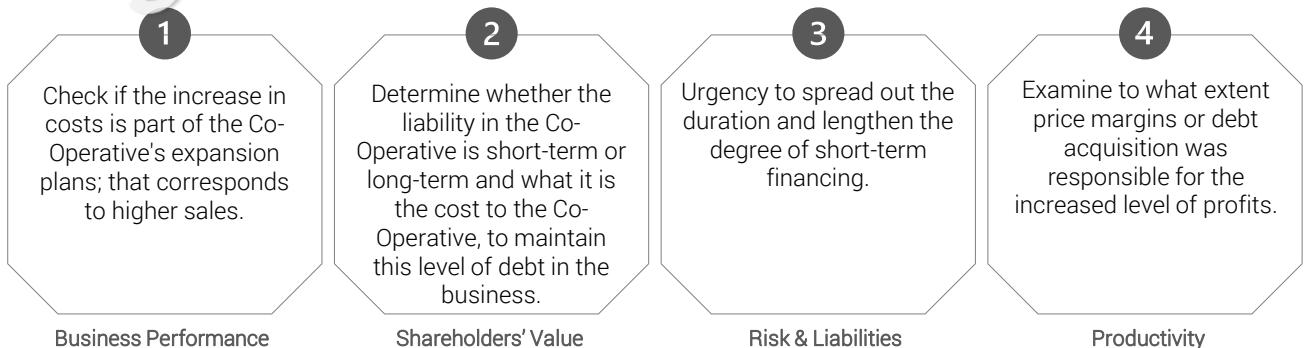 1
Check if the increase in
costs is part of the Co-
Operative's expansion
plans; that corresponds
to higher sales.
Business Performance
2
Determine whether the
liability in the Co-
Operative is short-term or
long-term and what it is
the cost to the Co-
Operative, to maintain
this level of debt in the
business.
Shareholders' Value
3
Urgency to spread out the
duration and lengthen the
degree of short-term
financing.
Risk & Liabilities
4
Examine to what extent
price margins or debt
acquisition was
responsible for the
increased level of profits.
Productivity